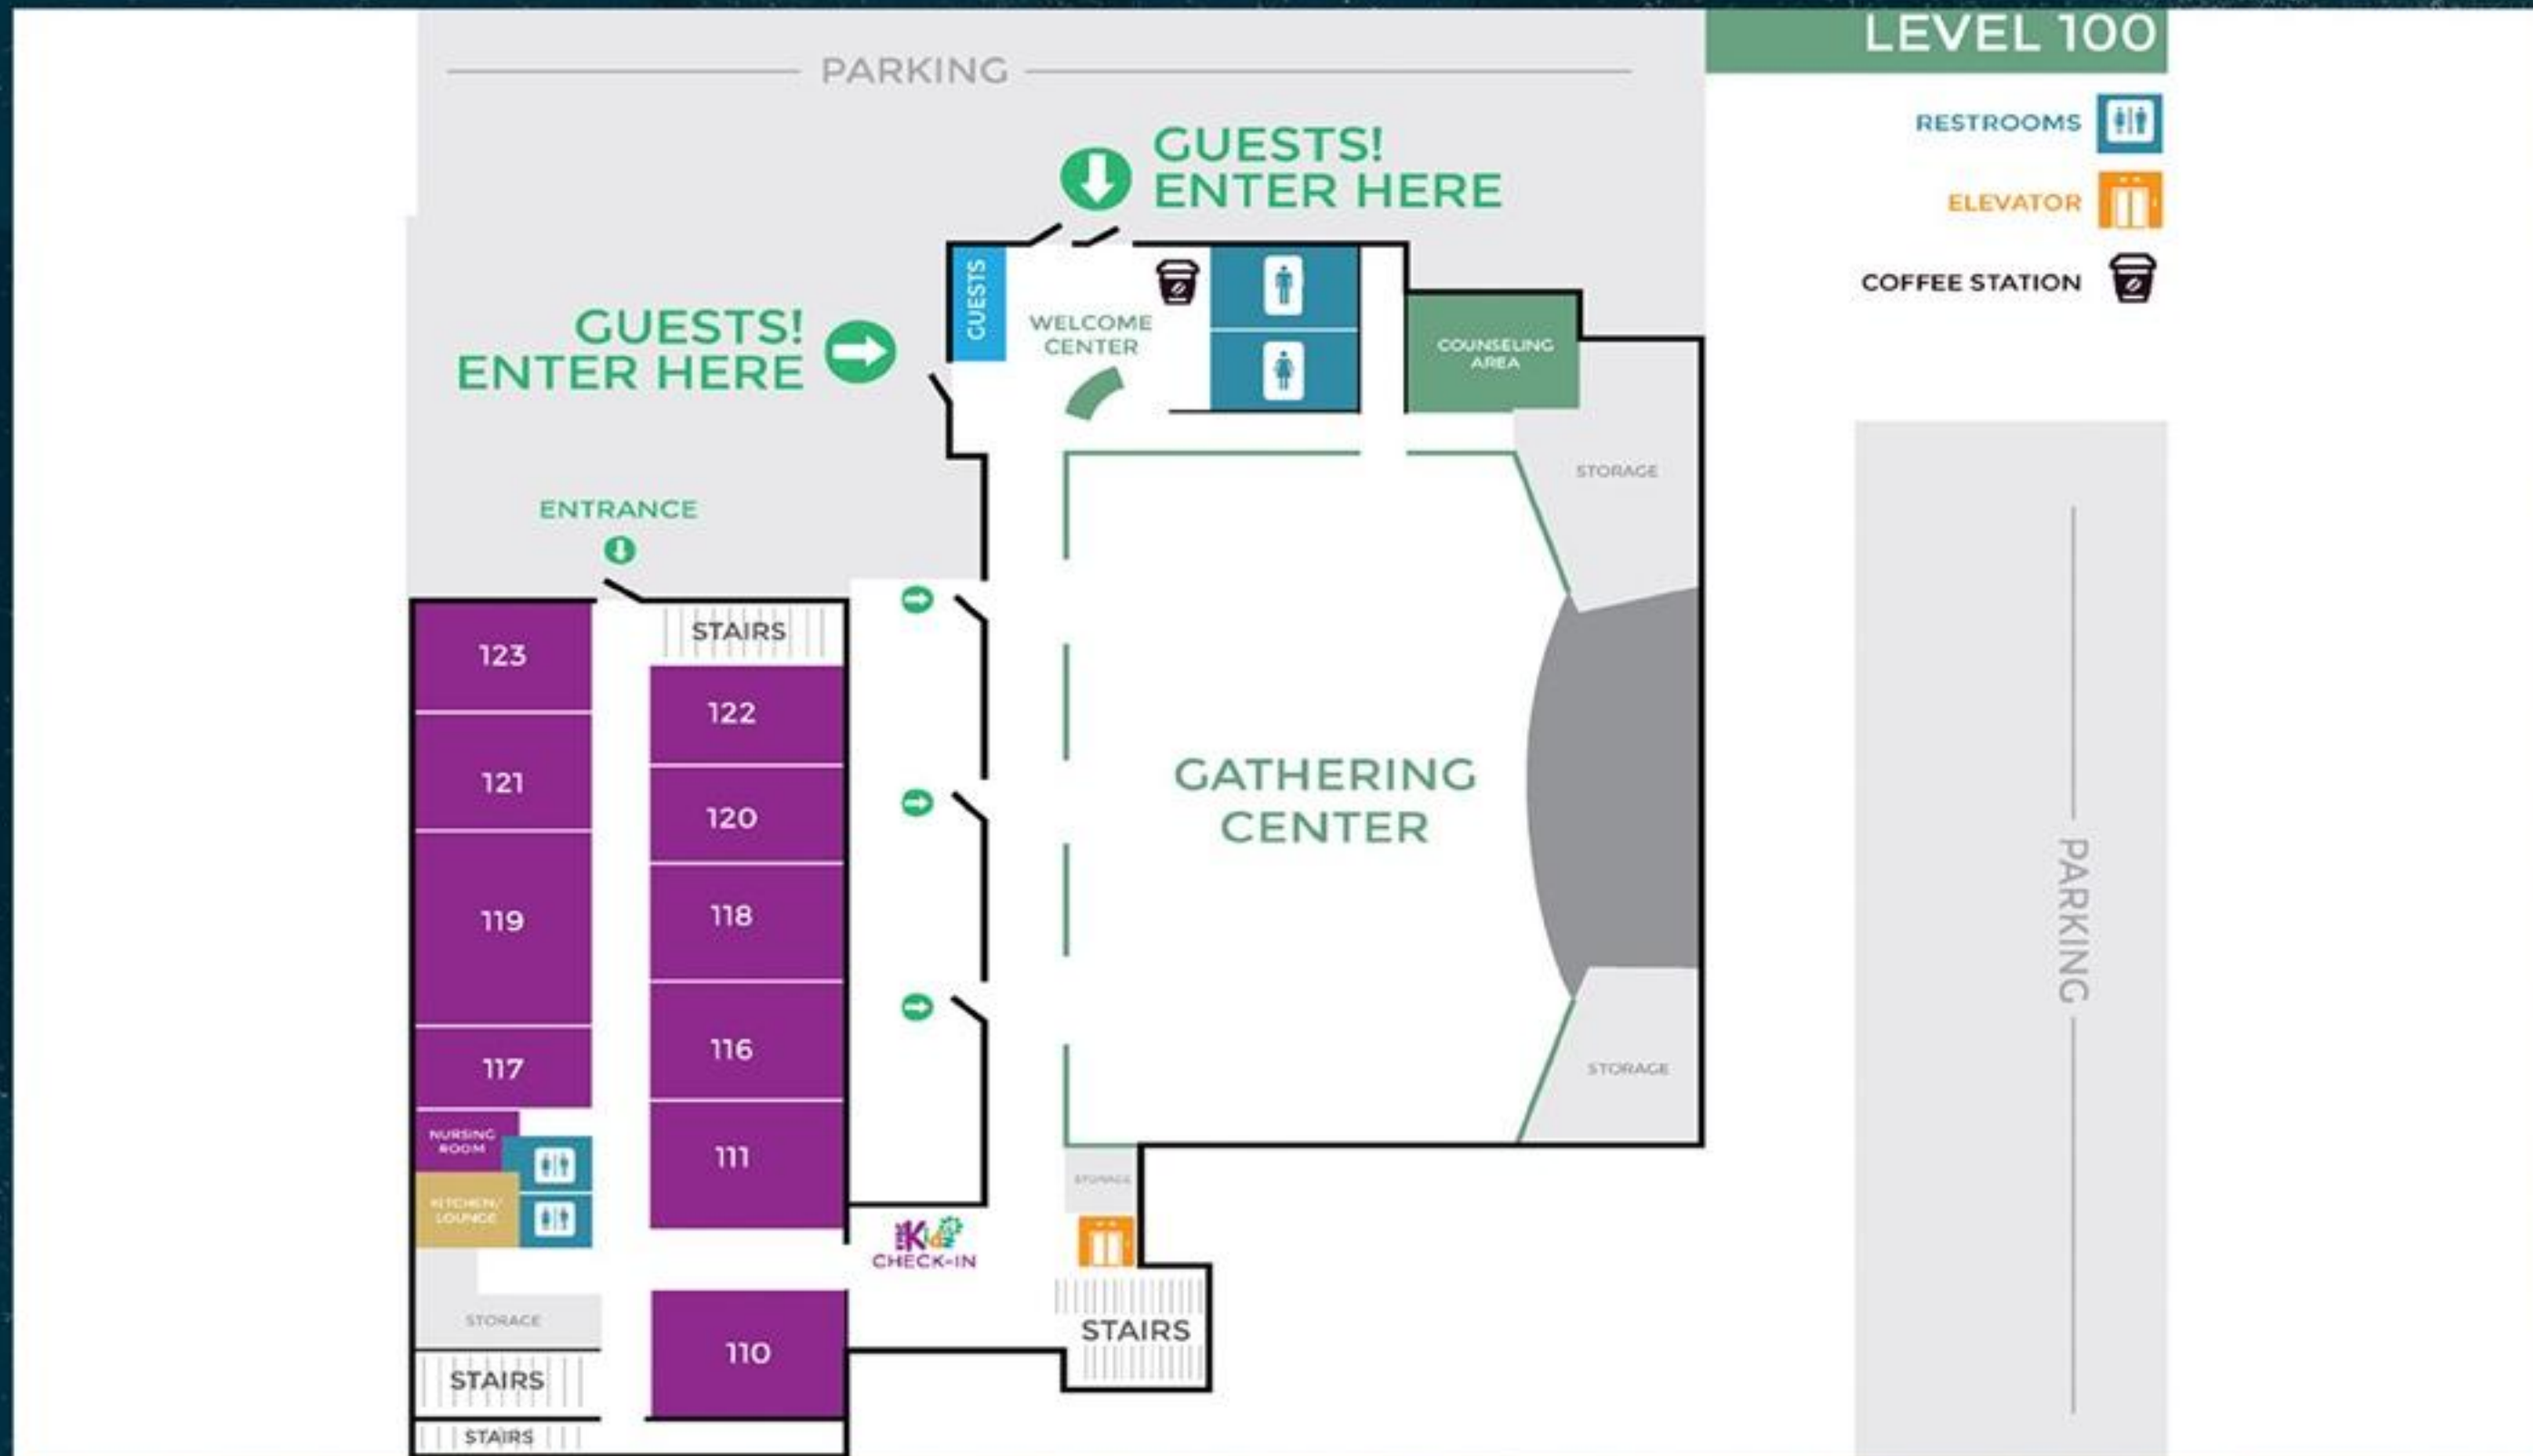 LEVEL 100
PARKING
RESTROOMS
ELEVATOR
COFFEE STATION
GUESTS!
ENTER HERE
GUESTS!
ENTER HERE
GUESTS
WELCOME
CENTER
COUNSELING
AREA
STORAGE
ENTRANCE
STAIRS
123
122
121
120
119
118
117
116
111
GATHERING
CENTER
PARKING
STORAGE
NURSING
ROOM
KITCHEN/
LOUNGE
STORAGE
Kidz
CHECK-IN
STORAGE
110
STAIRS
STAIRS
STAIRS